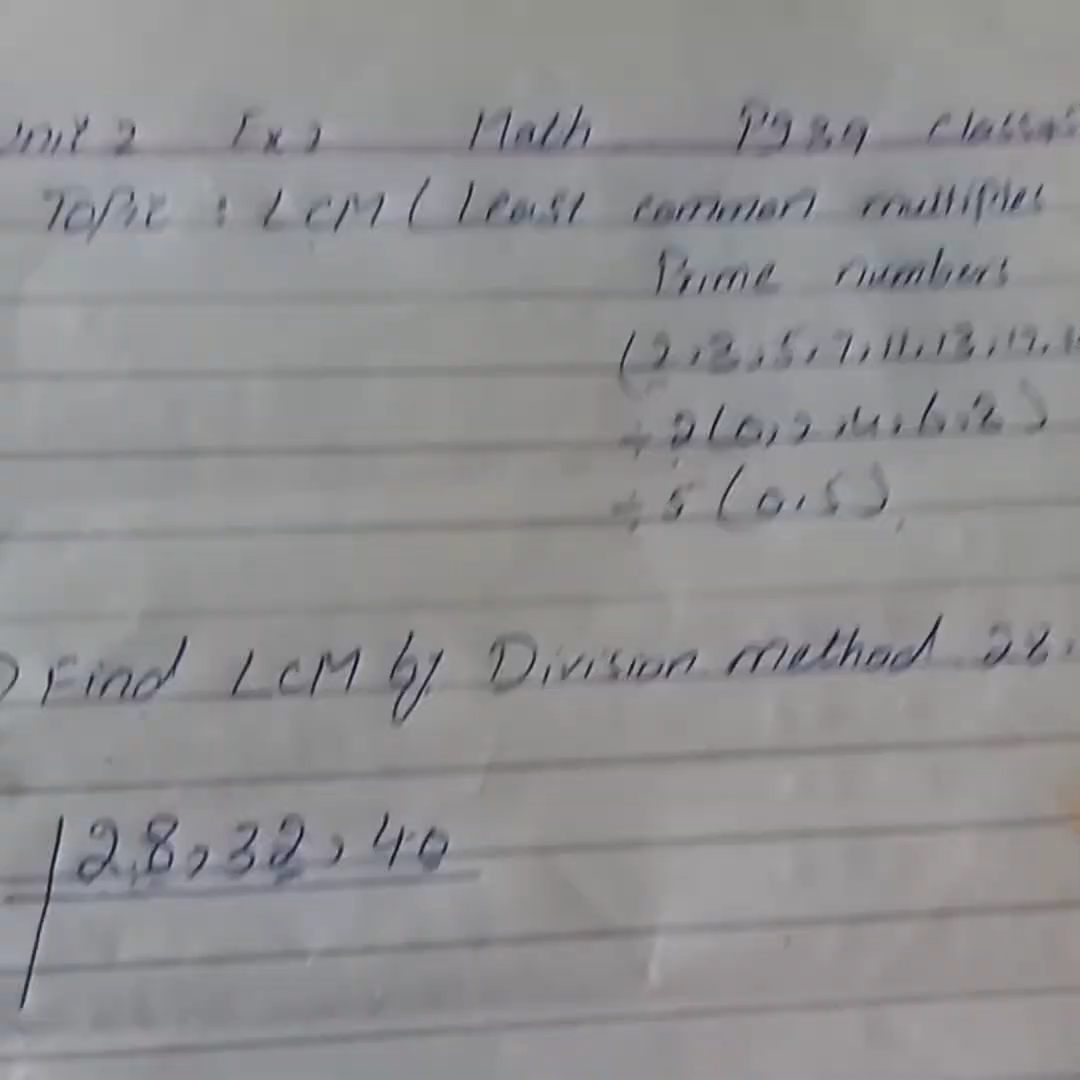 Unit 2 Ex 2 Math Pg 39 Class
Topic : LCM ( Least common multiples
Prime numbers
(2,3,5,7,11,13,17,
÷ 2(0,2,4,6,8)
÷ 5 (0,5)
) Find LCM by Division method 28,
28,32,40